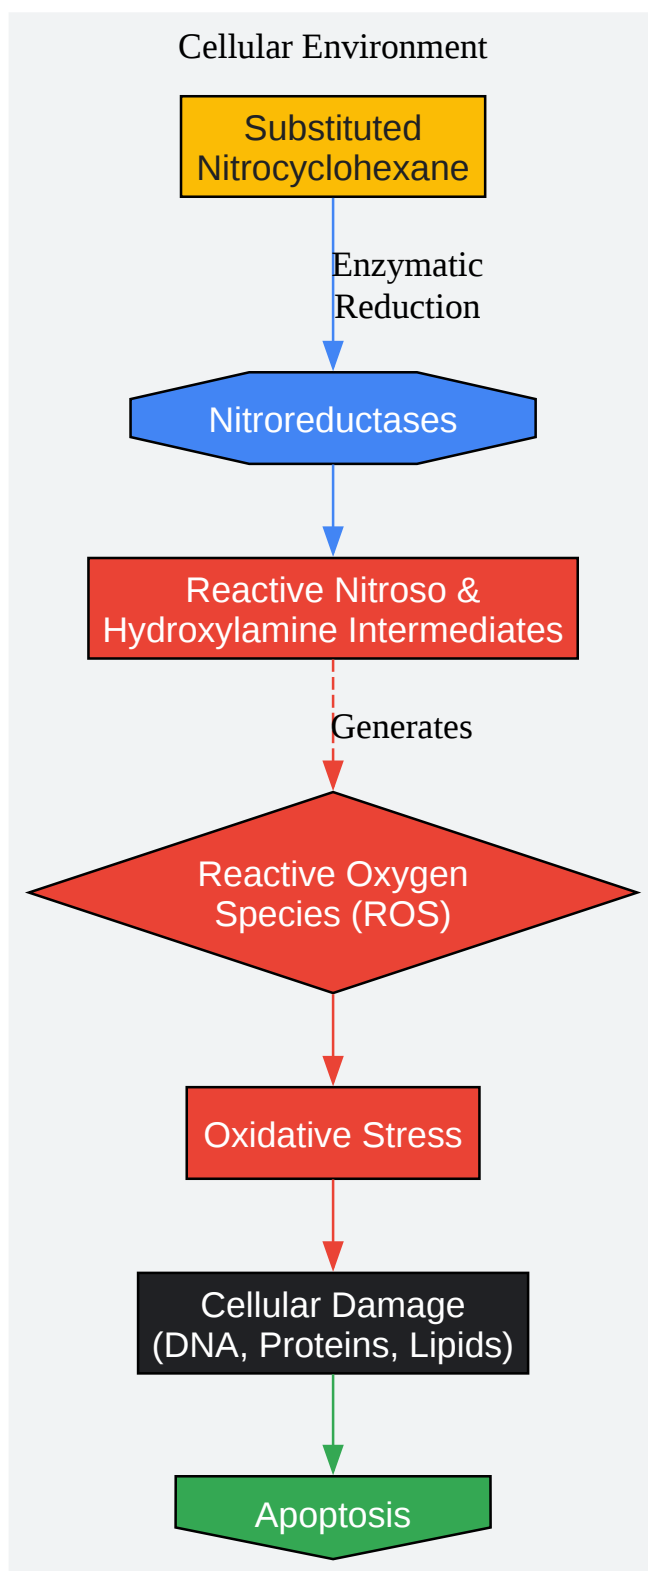 Cellular Environment
Substituted
Nitrocyclohexane
Enzymatic
Reduction
Nitroreductases
Reactive Nitroso &
Hydroxylamine Intermediates
Generates
Reactive Oxygen
Species (ROS)
Oxidative Stress
Cellular Damage
(DNA, Proteins, Lipids)
Apoptosis